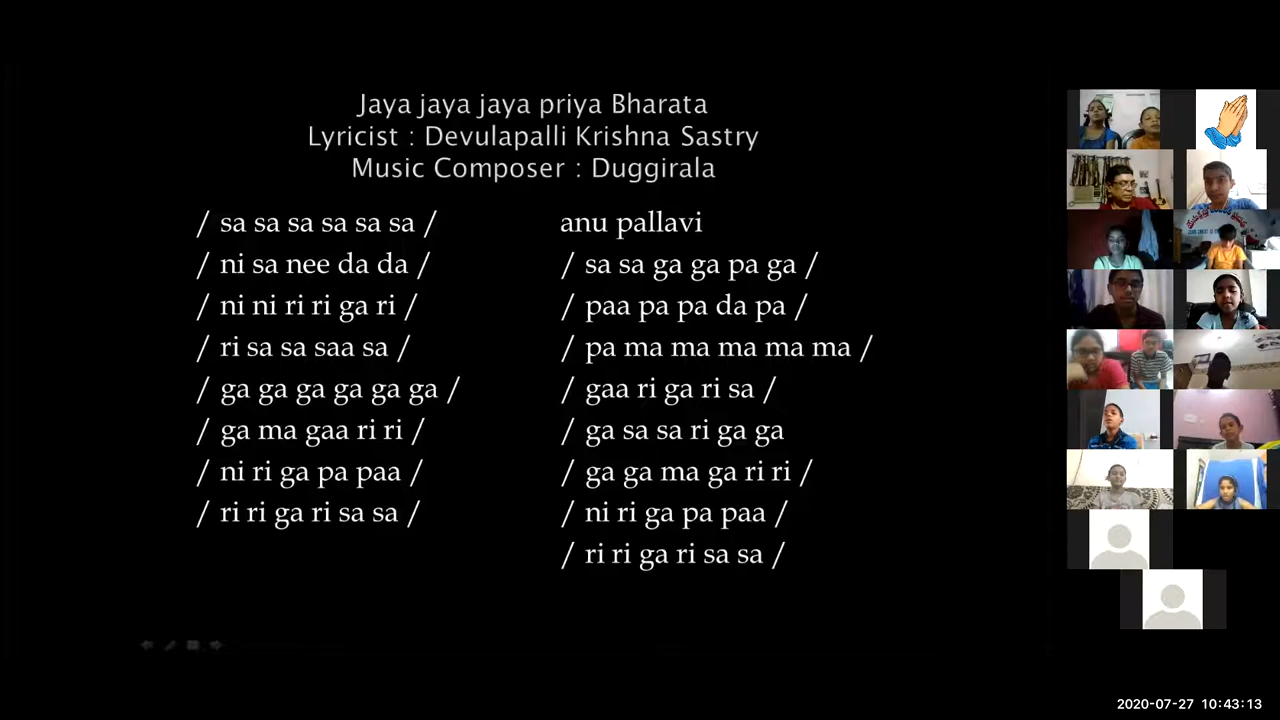 Jaya jaya jaya priya Bharata
Lyricist : Devulapalli Krishna Sastry
Music Composer : Duggirala
/ sa sa sa sa sa sa /
/ ni sa nee da da /
/ ni ni ri ri ga ri /
/ ri sa sa saa sa /
/ ga ga ga ga ga ga /
/ ga ma gaa ri ri /
/ ni ri ga pa paa /
/ ri ri ga ri sa sa /
anu pallavi
/ sa sa ga ga pa ga /
/ paa pa pa da pa /
/ pa ma ma ma ma ma /
/ gaa ri ga ri sa /
/ ga sa sa ri ga ga
/ ga ga ma ga ri ri /
/ ni ri ga pa paa /
/ ri ri ga ri sa sa /
2020-07-27 10:43:13